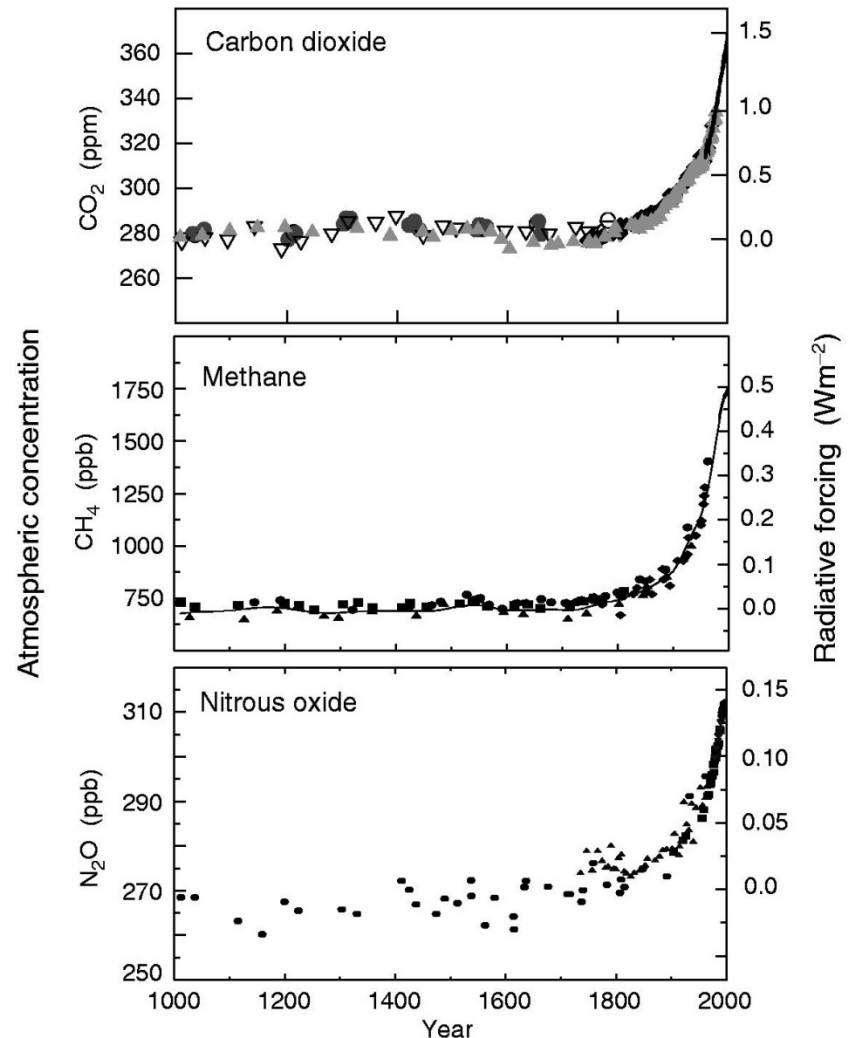 Atmospheric concentration
Carbon dioxide
CO₂ (ppm)
360
340
320
300
280
260
1.5
1.0
0.5
0.0
Methane
CH₄ (ppb)
1750
1500
1250
1000
750
0.5
0.4
0.3
0.2
0.1
0.0
Nitrous oxide
N₂O (ppb)
310
290
270
250
0.15
0.10
0.05
0.0
Radiative forcing (Wm⁻²)
1000 1200 1400 1600 1800 2000
Year